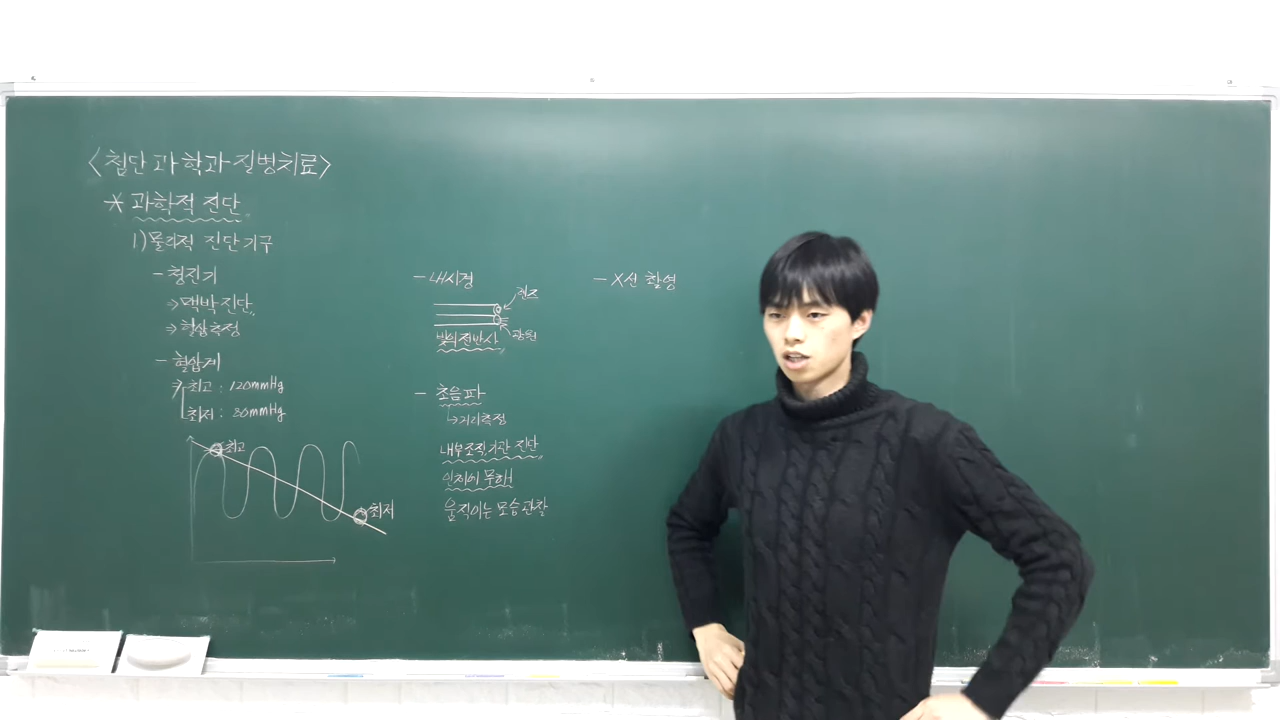 <첨단 과학과 질병치료>
* 과학적 진단
1) 물리적 진단기구
- 청진기
⇒ 맥박 진단,
⇒ 혈압측정
- 혈압계
최고 : 120mmHg
최저 : 80mmHg
최고
최저
- 내시경
렌즈
광원
빛의 전반사
- 초음파
↳ 거리측정
내부조직, 기관 진단
인체에 무해!
움직이는 모습 관찰
- X선 촬영